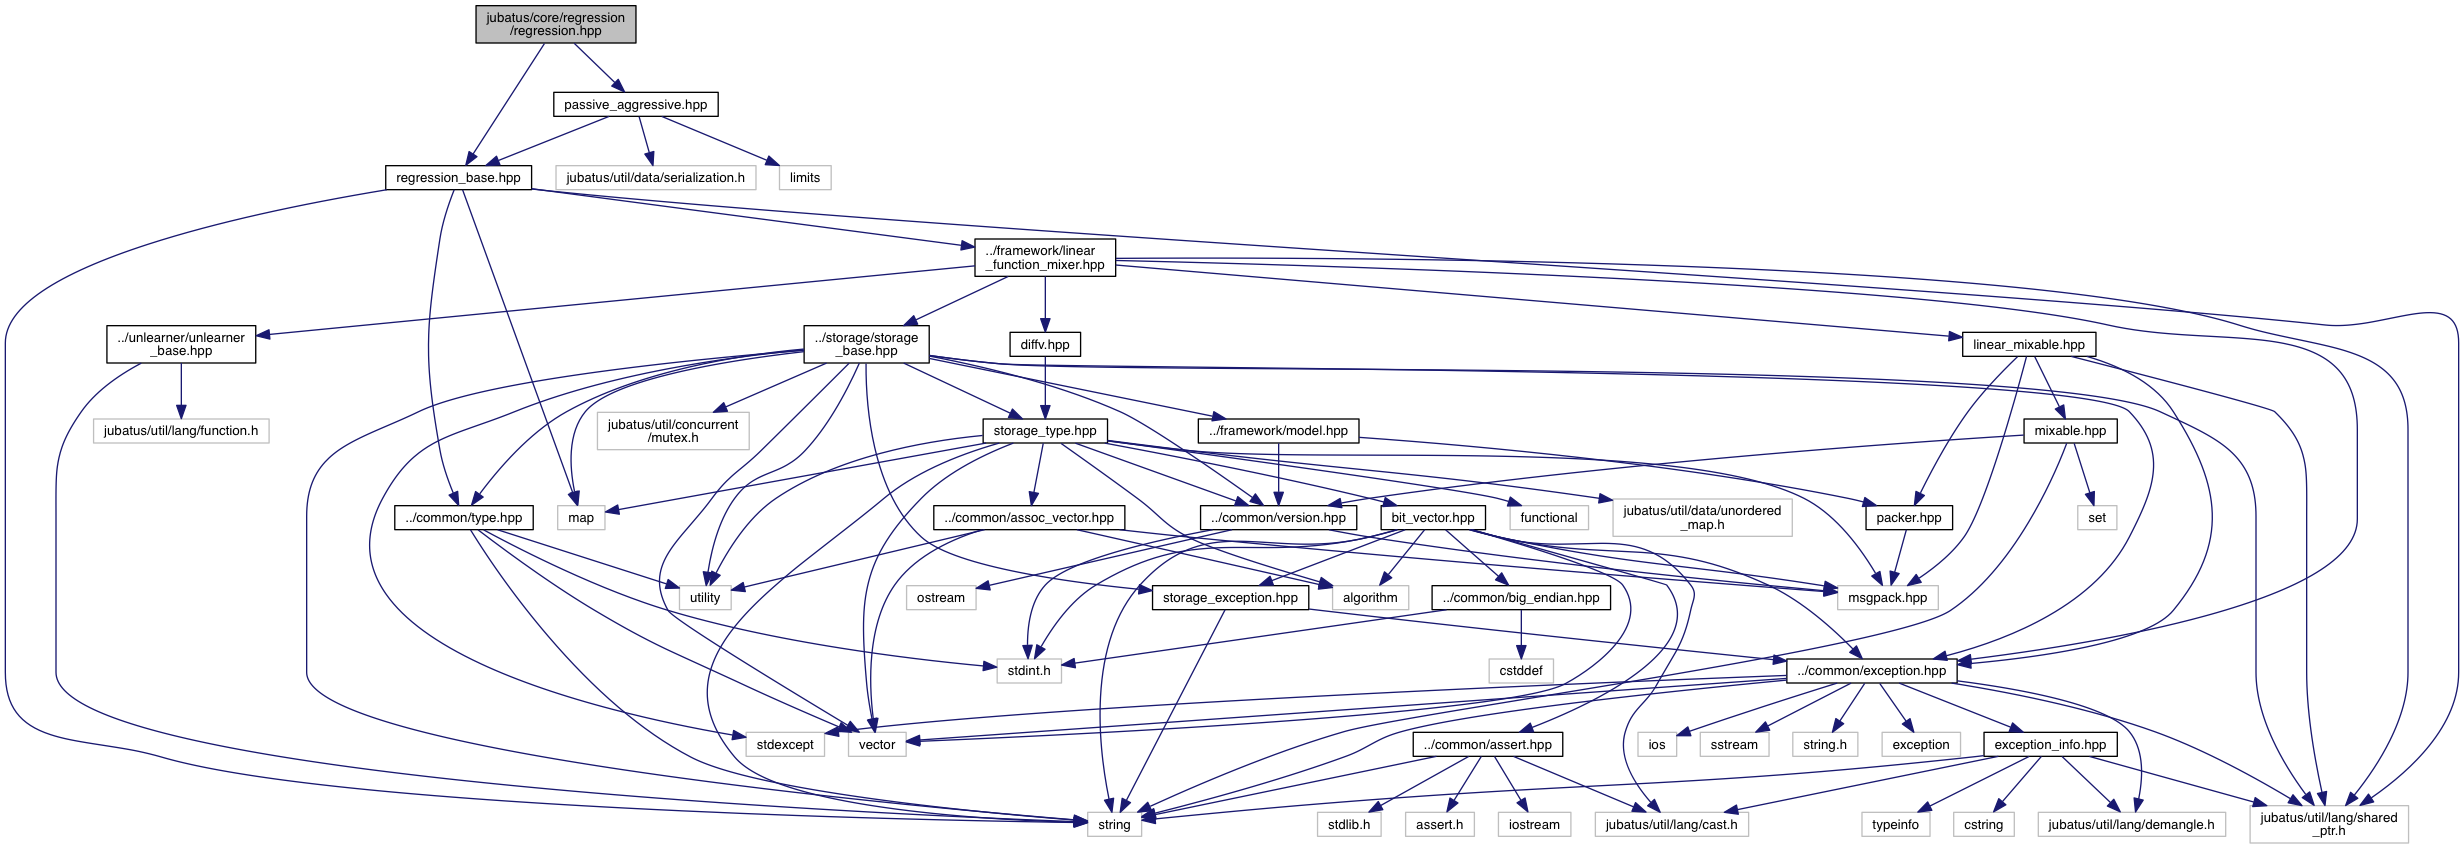 jubatus/core/regression
/regression.hpp
passive_aggressive.hpp
regression_base.hpp
jubatus/util/data/serialization.h
limits
../framework/linear
_function_mixer.hpp
../unlearner/unlearner
_base.hpp
../storage/storage
_base.hpp
diffv.hpp
linear_mixable.hpp
jubatus/util/lang/function.h
jubatus/util/concurrent
/mutex.h
storage_type.hpp
../framework/model.hpp
mixable.hpp
../common/type.hpp
map
../common/assoc_vector.hpp
../common/version.hpp
bit_vector.hpp
functional
jubatus/util/data/unordered
_map.h
packer.hpp
set
utility
ostream
storage_exception.hpp
algorithm
../common/big_endian.hpp
msgpack.hpp
stdint.h
cstddef
../common/exception.hpp
stdexcept
vector
../common/assert.hpp
ios
sstream
string.h
exception
exception_info.hpp
string
stdlib.h
assert.h
iostream
jubatus/util/lang/cast.h
typeinfo
cstring
jubatus/util/lang/demangle.h
jubatus/util/lang/shared
_ptr.h